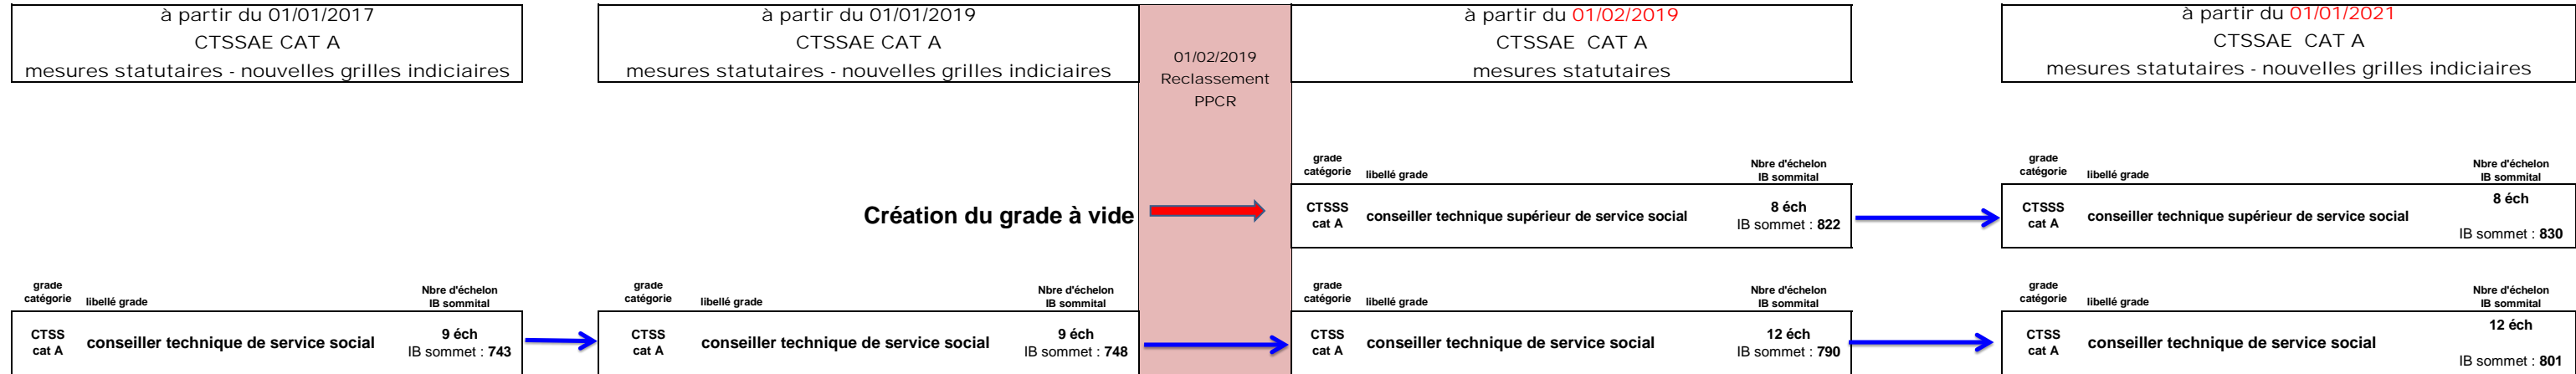 à partir du 01/01/2017
CTSSAE CAT A
mesures statutaires - nouvelles grilles indiciaires
à partir du 01/01/2019
CTSSAE CAT A
mesures statutaires - nouvelles grilles indiciaires
01/02/2019
Reclassement
PPCR
à partir du 01/02/2019
CTSSAE CAT A
mesures statutaires
à partir du 01/01/2021
CTSSAE CAT A
mesures statutaires - nouvelles grilles indiciaires
Création du grade à vide
grade
catégorie libellé grade Nbre d'échelon
IB sommital
CTSSS
cat A
conseiller technique supérieur de service social
8 éch
IB sommet : 822
grade
catégorie libellé grade Nbre d'échelon
IB sommital
CTSSS
cat A
conseiller technique supérieur de service social
8 éch
IB sommet : 830
grade
catégorie libellé grade Nbre d'échelon
IB sommital
CTSS
cat A
conseiller technique de service social
9 éch
IB sommet : 743
grade
catégorie libellé grade Nbre d'échelon
IB sommital
CTSS
cat A
conseiller technique de service social
9 éch
IB sommet : 748
grade
catégorie libellé grade Nbre d'échelon
IB sommital
CTSS
cat A
conseiller technique de service social
12 éch
IB sommet : 790
grade
catégorie libellé grade Nbre d'échelon
IB sommital
CTSS
cat A
conseiller technique de service social
12 éch
IB sommet : 801